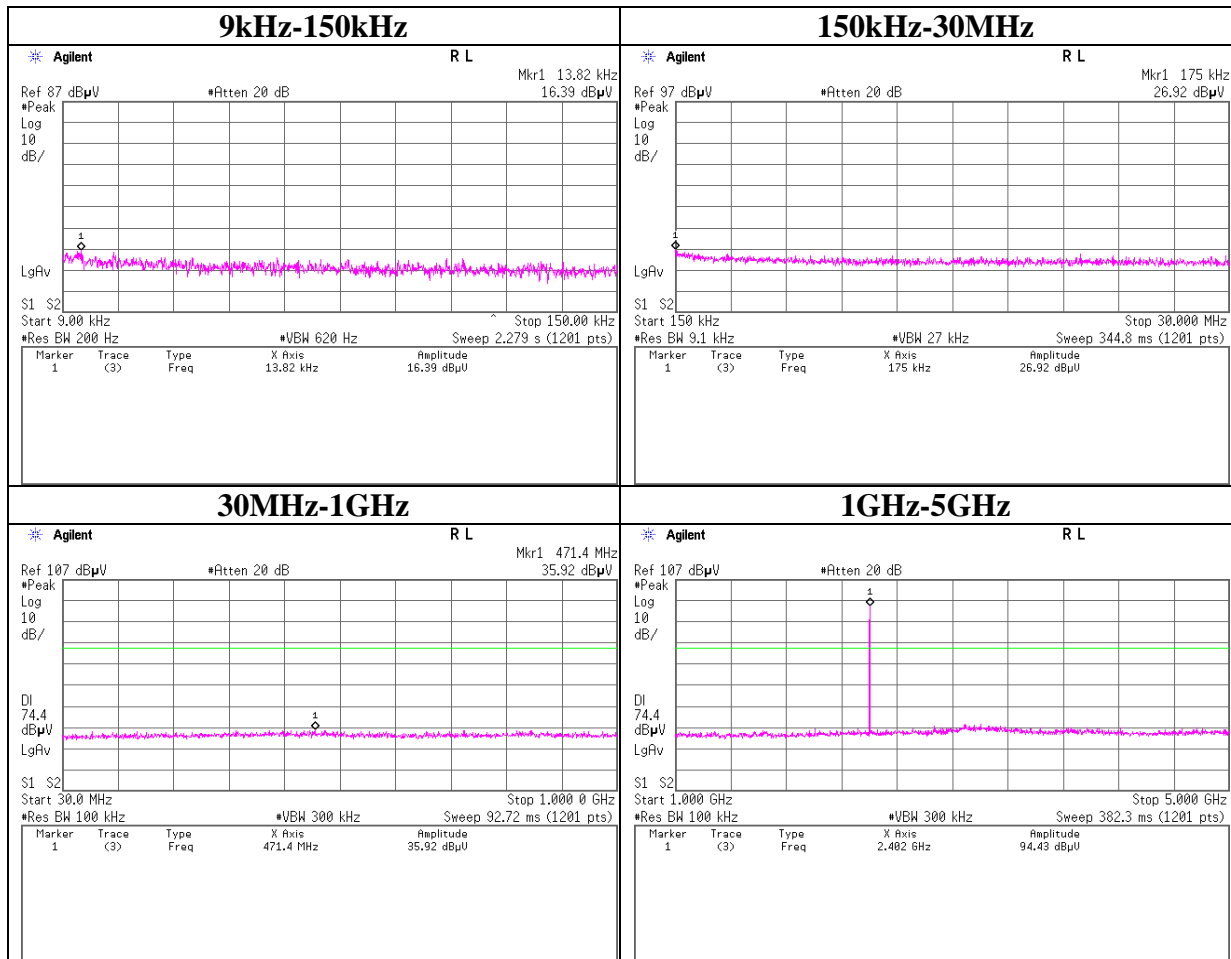 9kHz-150kHz
Agilent R L
Mkr1 13.82 kHz
Ref 87 dBµV #Atten 20 dB 16.39 dBµV
#Peak
Log
10
dB/
1
LgAv
S1 S2
Start 9.00 kHz ^ Stop 150.00 kHz
#Res BW 200 Hz #VBW 620 Hz Sweep 2.279 s (1201 pts)
Marker Trace Type X Axis Amplitude
1 (3) Freq 13.82 kHz 16.39 dBµV
150kHz-30MHz
Agilent R L
Mkr1 175 kHz
Ref 97 dBµV #Atten 20 dB 26.92 dBµV
#Peak
Log
10
dB/
1
LgAv
S1 S2
Start 150 kHz Stop 30.000 MHz
#Res BW 9.1 kHz #VBW 27 kHz Sweep 344.8 ms (1201 pts)
Marker Trace Type X Axis Amplitude
1 (3) Freq 175 kHz 26.92 dBµV
30MHz-1GHz
Agilent R L
Mkr1 471.4 MHz
Ref 107 dBµV #Atten 20 dB 35.92 dBµV
#Peak
Log
10
dB/
1
DI
74.4
dBµV
LgAv
S1 S2
Start 30.0 MHz Stop 1.000 0 GHz
#Res BW 100 kHz #VBW 300 kHz Sweep 92.72 ms (1201 pts)
Marker Trace Type X Axis Amplitude
1 (3) Freq 471.4 MHz 35.92 dBµV
1GHz-5GHz
Agilent R L
Ref 107 dBµV #Atten 20 dB
#Peak
Log
10
dB/
1
DI
74.4
dBµV
LgAv
S1 S2
Start 1.000 GHz Stop 5.000 GHz
#Res BW 100 kHz #VBW 300 kHz Sweep 382.3 ms (1201 pts)
Marker Trace Type X Axis Amplitude
1 (3) Freq 2.402 GHz 94.43 dBµV